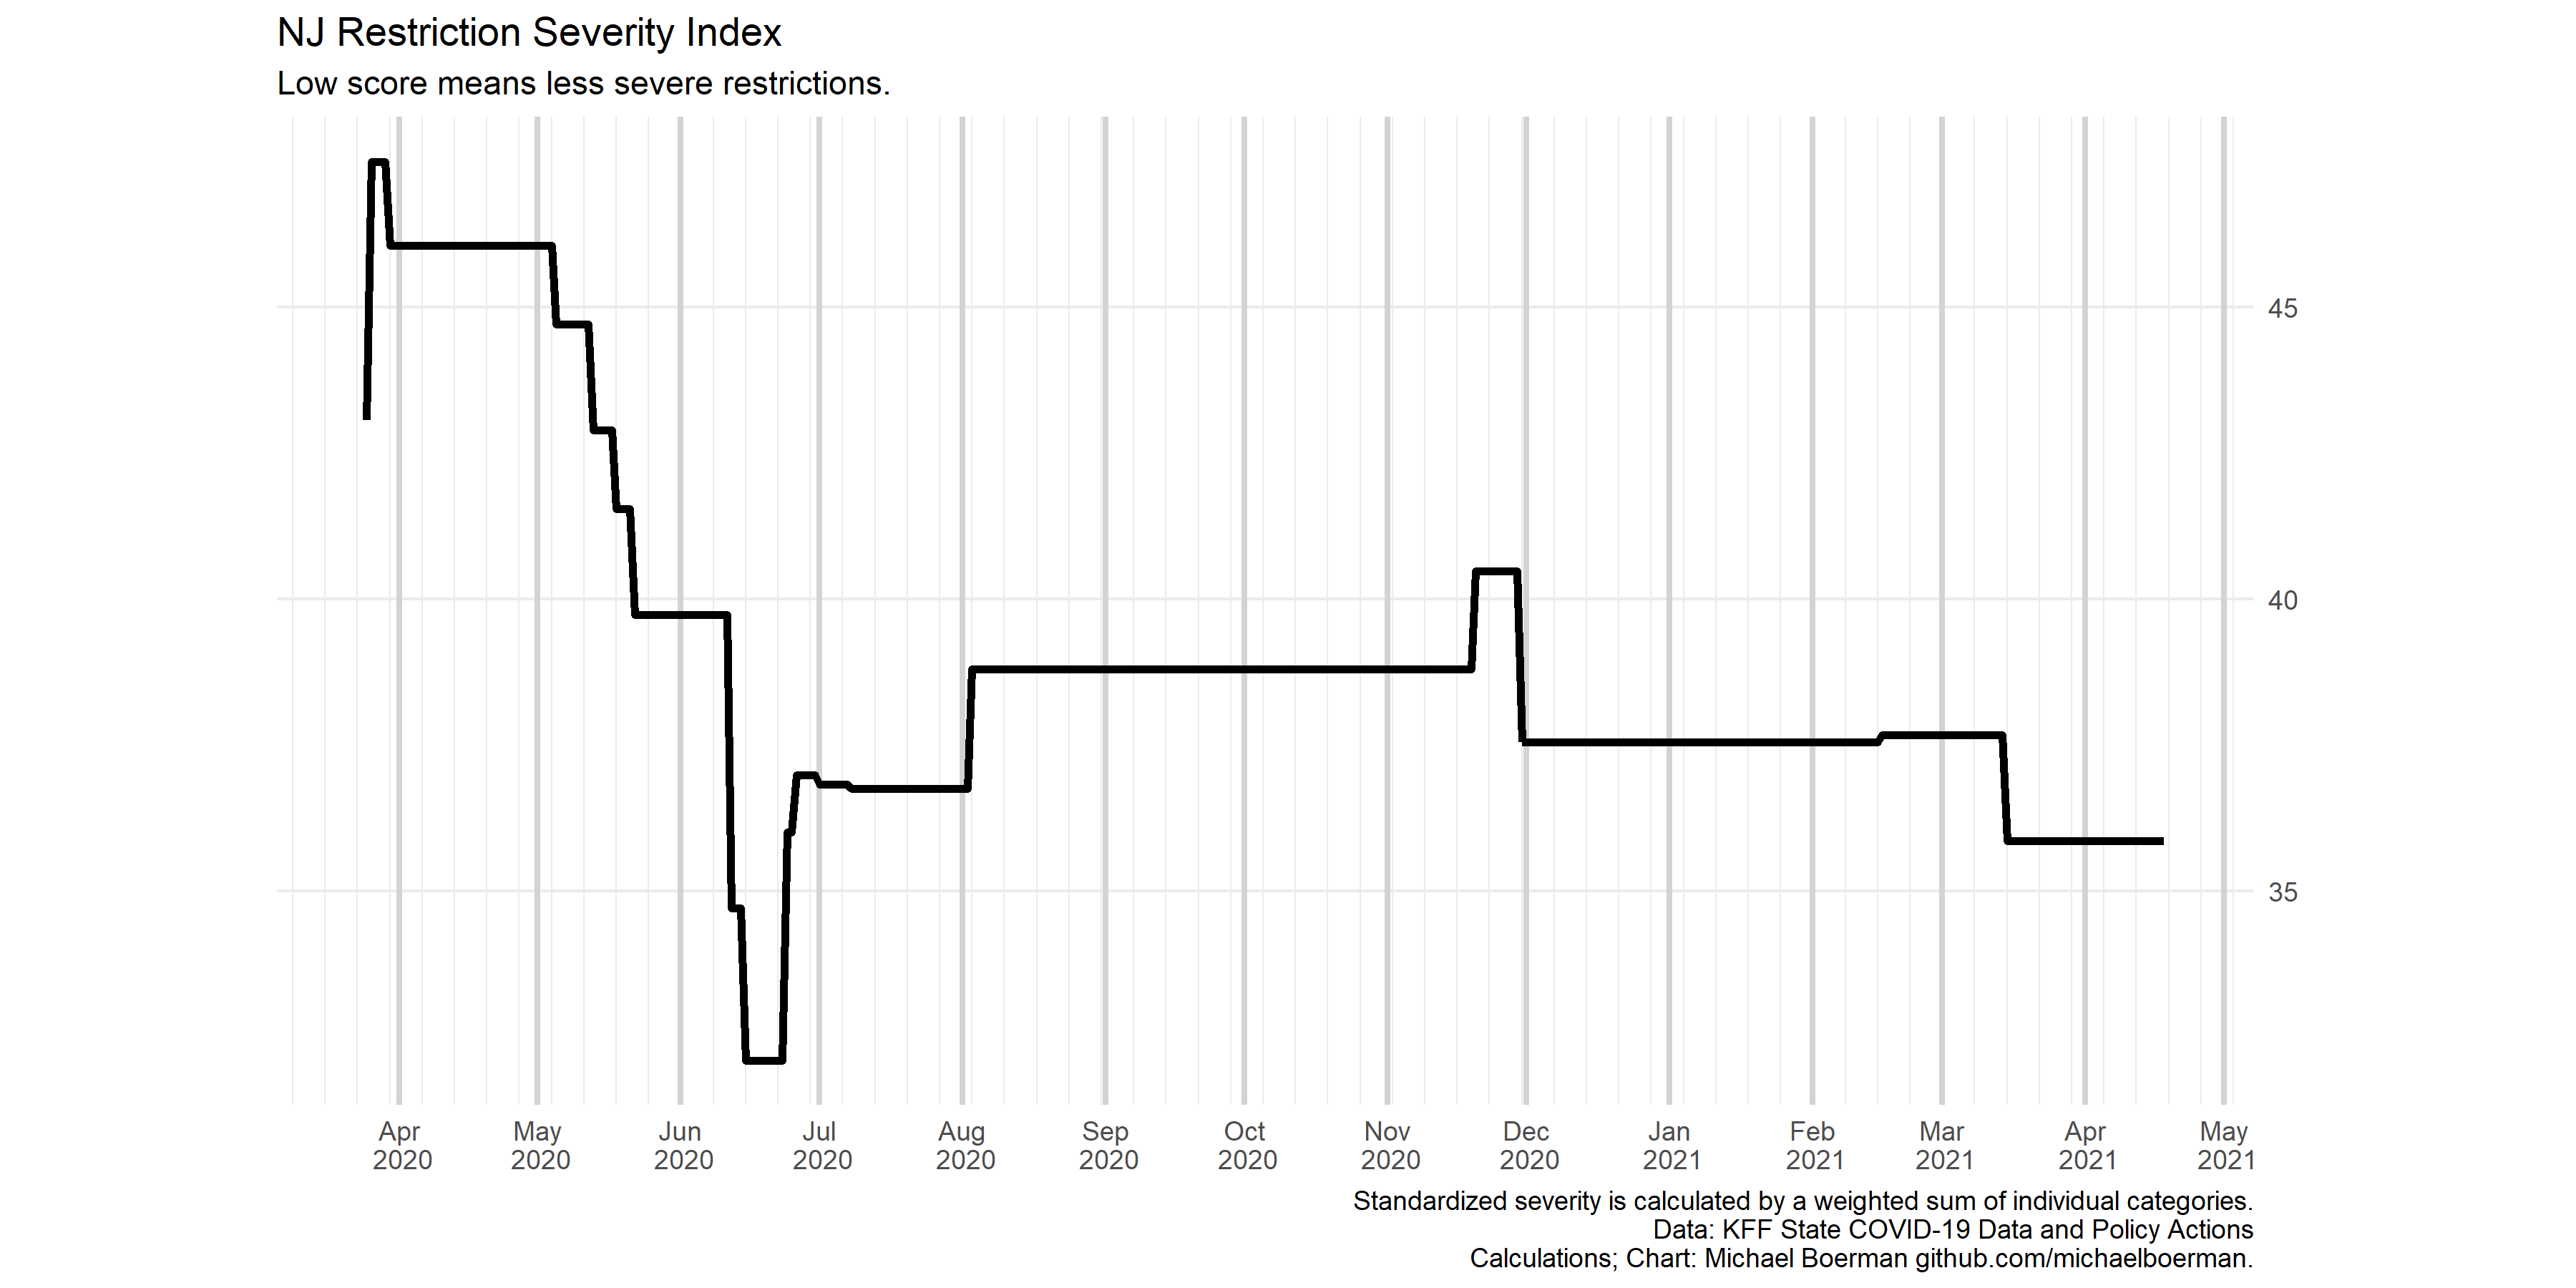 NJ Restriction Severity Index
Low score means less severe restrictions.
45
40
35
Apr May Jun Jul Aug Sep Oct Nov Dec Jan Feb Mar Apr May
2020 2020 2020 2020 2020 2020 2020 2020 2020 2021 2021 2021 2021 2021
Standardized severity is calculated by a weighted sum of individual categories.
Data: KFF State COVID-19 Data and Policy Actions
Calculations; Chart: Michael Boerman github.com/michaelboerman.